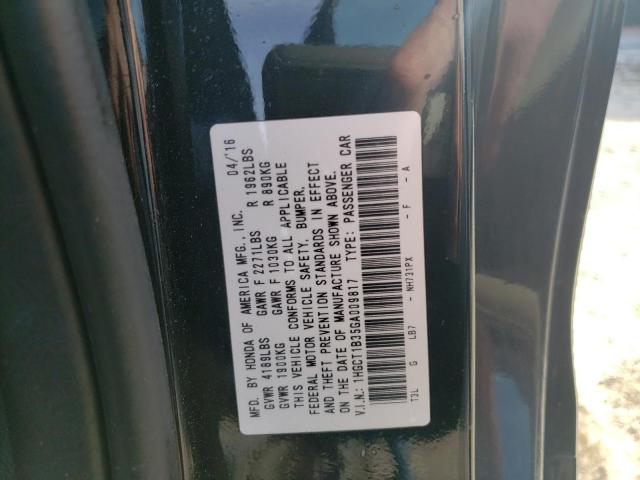 MFD. BY HONDA OF AMERICA MFG., INC. 04/'16
GVWR 4189LBS GAWR F 2271LBS R 1962LBS
GVWR 1900KG GAWR F 1030KG R 890KG
THIS VEHICLE CONFORMS TO ALL APPLICABLE
FEDERAL MOTOR VEHICLE SAFETY, BUMPER,
AND THEFT PREVENTION STANDARDS IN EFFECT
ON THE DATE OF MANUFACTURE SHOWN ABOVE.
V.I.N.: 1HGCT1B35GA009817 TYPE: PASSENGER CAR
T3L G LB7 - NH731PX - F - A